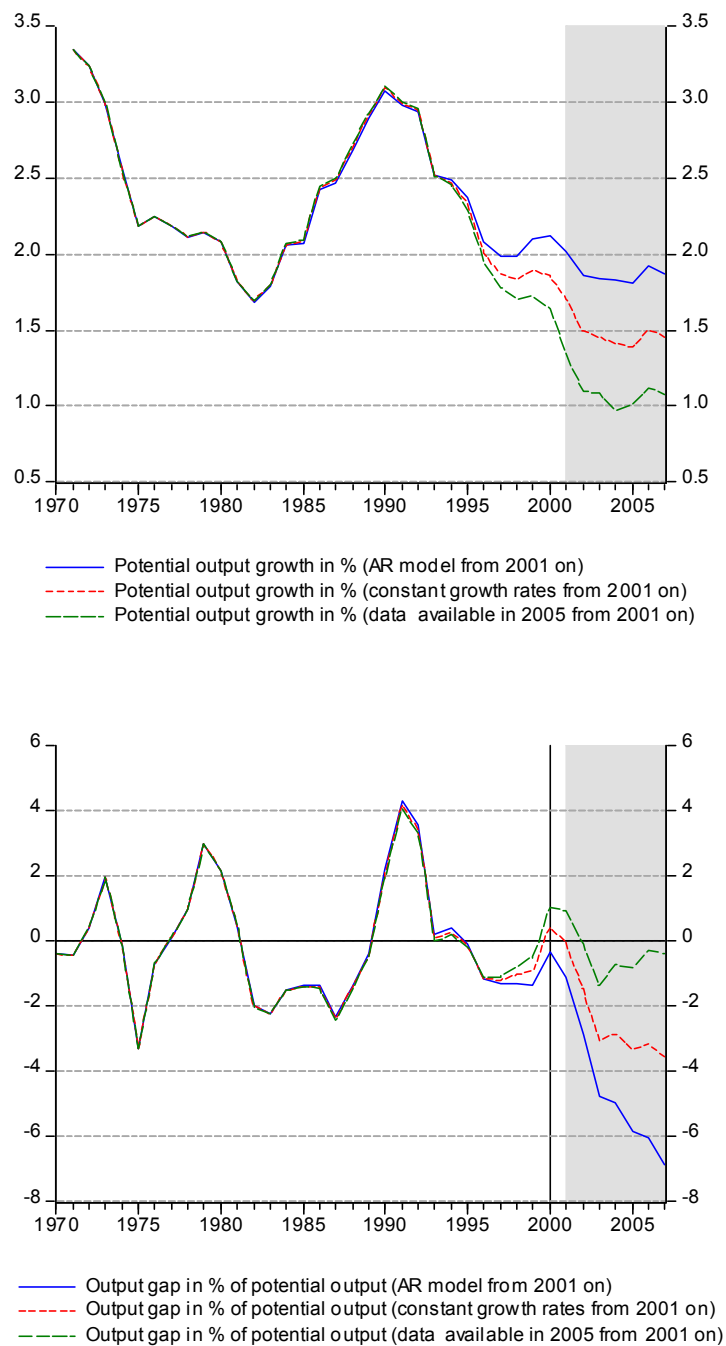 3.5 3.5
3.0 3.0
2.5 2.5
2.0 2.0
1.5 1.5
1.0 1.0
0.5 0.5
1970 1975 1980 1985 1990 1995 2000 2005
Potential output growth in % (AR model from 2001 on)
Potential output growth in % (constant growth rates from 2001 on)
Potential output growth in % (data available in 2005 from 2001 on)
6 6
4 4
2 2
0 0
-2 -2
-4 -4
-6 -6
-8 -8
1970 1975 1980 1985 1990 1995 2000 2005
Output gap in % of potential output (AR model from 2001 on)
Output gap in % of potential output (constant growth rates from 2001 on)
Output gap in % of potential output (data available in 2005 from 2001 on)